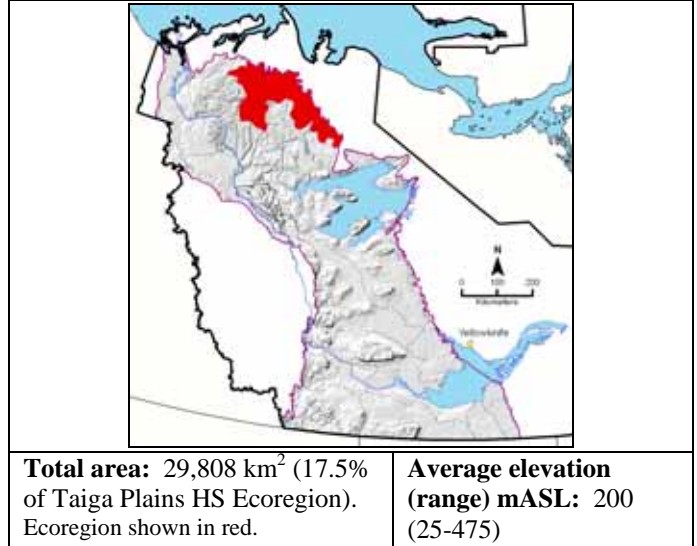 N
0 100 200
Kilometers
Yellowknife
Total area: 29,808 km² (17.5%
of Taiga Plains HS Ecoregion).
Ecoregion shown in red.
Average elevation
(range) mASL: 200
(25-475)